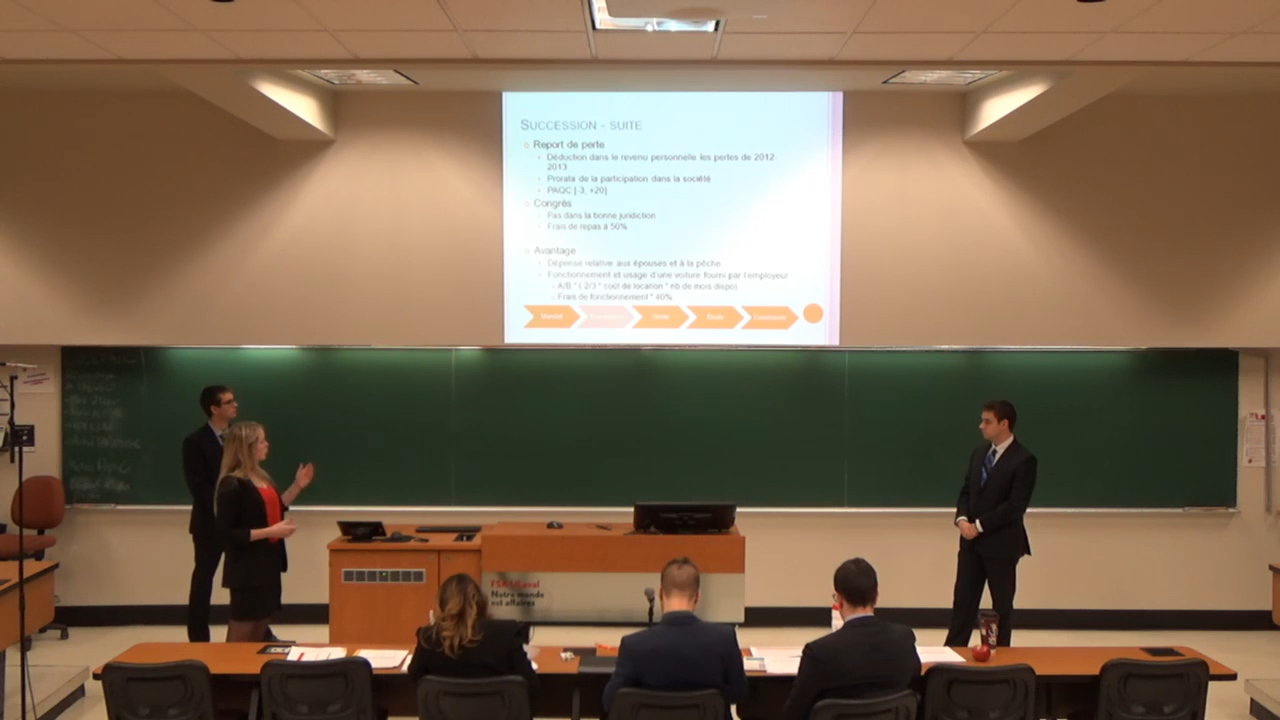 SUCCESSION - SUITE
Report de perte
Déduction dans le revenu personnelle les pertes de 2012-
2013
Prorata de la participation dans la société
PAQC [-3, +20]
Congrès
Pas dans la bonne juridiction
Frais de repas à 50%
Avantage
Dépense relative aux épouses et à la pêche
Fonctionnement et usage d'une voiture fourni par l'employeur
A/B * ( 2/3 * coût de location * nb de mois dispo)
Frais de fonctionnement * 40%
Mandat
Conclusion
FSA ULaval
Notre monde
est affaires